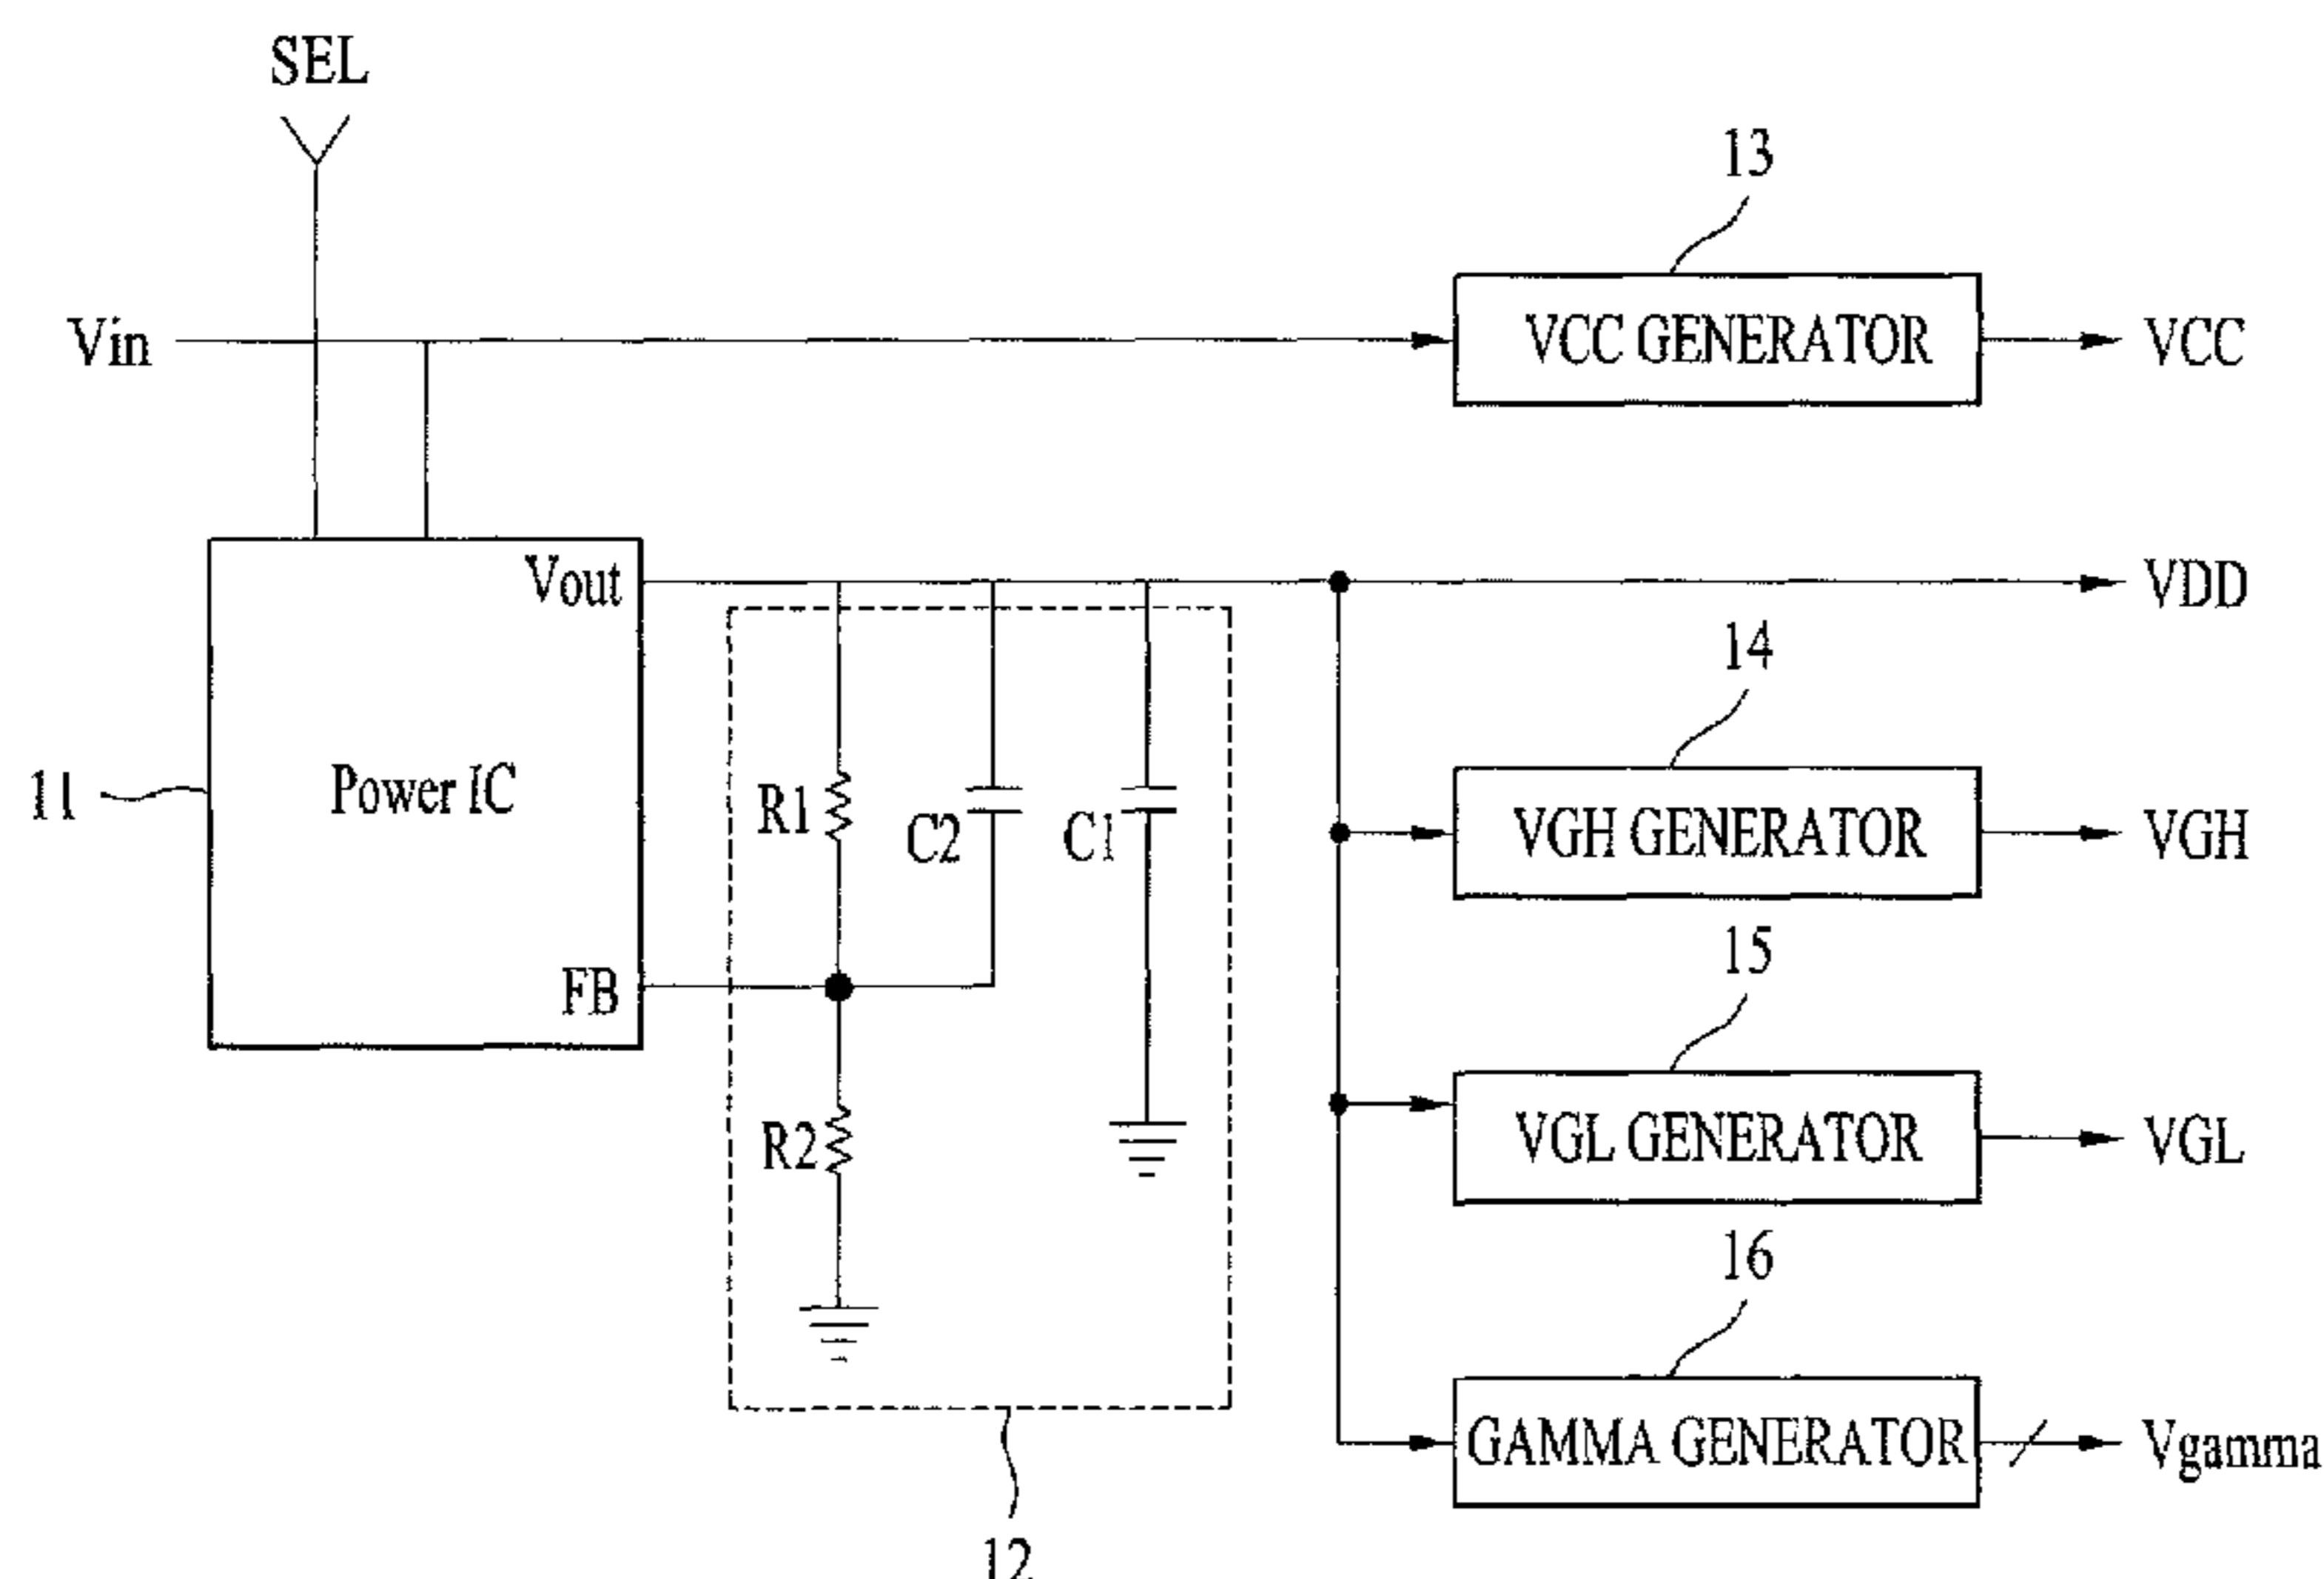 SEL
13
Vin
VCC GENERATOR
VCC
Vout
VDD
14
11
Power IC
R1
C2
C1
VGH GENERATOR
VGH
15
FB
R2
VGL GENERATOR
VGL
16
GAMMA GENERATOR
Vgamma
12